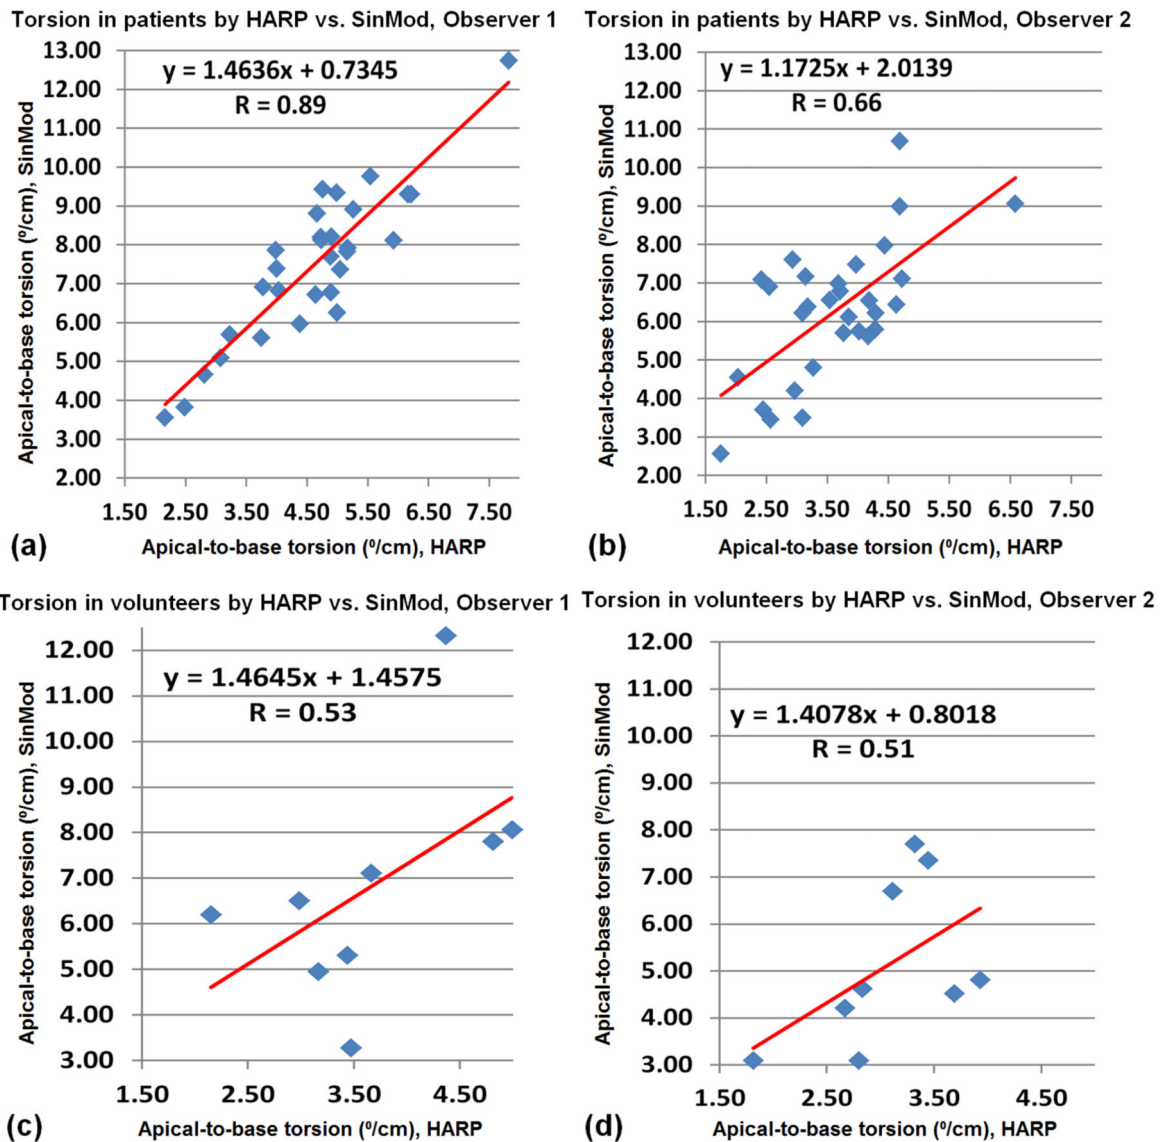 Torsion in patients by HARP vs. SinMod, Observer 1
y = 1.4636x + 0.7345
R = 0.89
Apical-to-base torsion (⁰/cm), SinMod
13.00
12.00
11.00
10.00
9.00
8.00
7.00
6.00
5.00
4.00
3.00
2.00
1.50 2.50 3.50 4.50 5.50 6.50 7.50
Apical-to-base torsion (⁰/cm), HARP
(a)
Torsion in patients by HARP vs. SinMod, Observer 2
y = 1.1725x + 2.0139
R = 0.66
Apical-to-base torsion (⁰/cm), SinMod
13.00
12.00
11.00
10.00
9.00
8.00
7.00
6.00
5.00
4.00
3.00
2.00
1.50 2.50 3.50 4.50 5.50 6.50 7.50
Apical-to-base torsion (⁰/cm), HARP
(b)
Torsion in volunteers by HARP vs. SinMod, Observer 1
y = 1.4645x + 1.4575
R = 0.53
Apical-to-base torsion (⁰/cm), SinMod
12.00
11.00
10.00
9.00
8.00
7.00
6.00
5.00
4.00
3.00
1.50 2.50 3.50 4.50
Apical-to-base torsion (⁰/cm), HARP
(c)
Torsion in volunteers by HARP vs. SinMod, Observer 2
y = 1.4078x + 0.8018
R = 0.51
Apical-to-base torsion (⁰/cm), SinMod
12.00
11.00
10.00
9.00
8.00
7.00
6.00
5.00
4.00
3.00
1.50 2.50 3.50 4.50
Apical-to-base torsion (⁰/cm), HARP
(d)